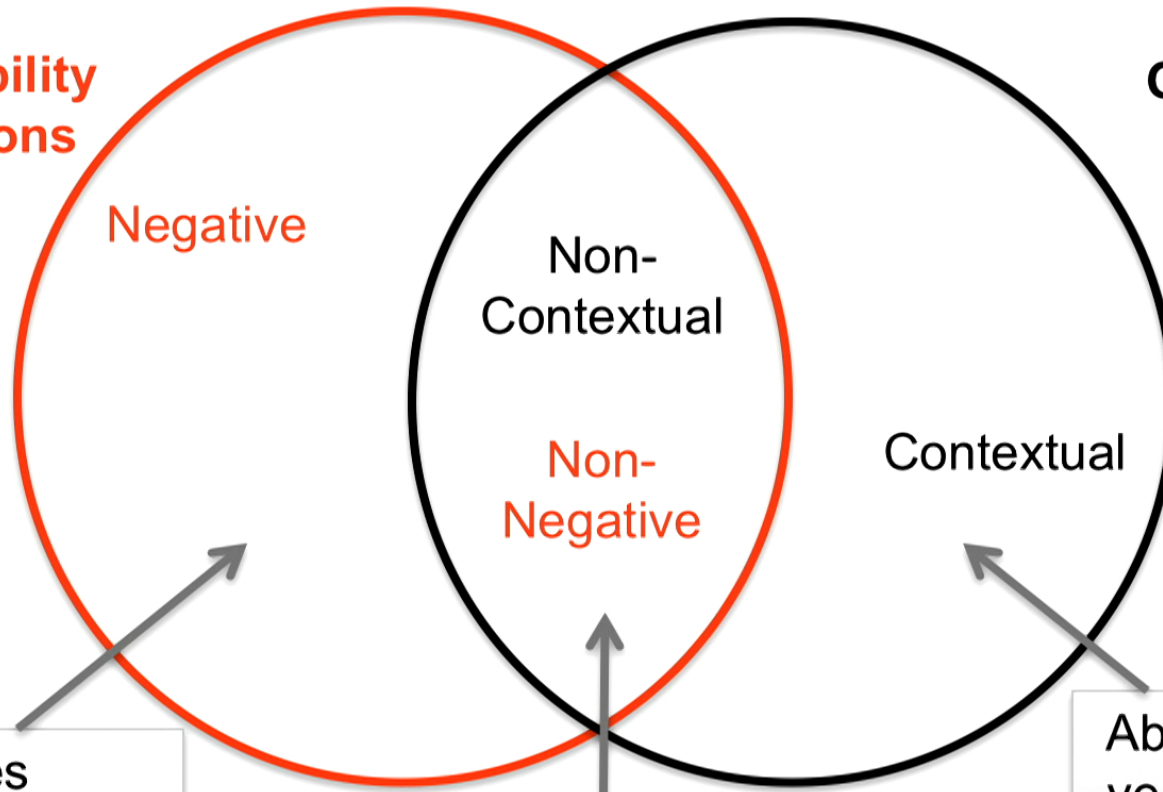 bility
ons
Negative
Non-
Contextual
Non-
Negative
Contextual
es
Ab